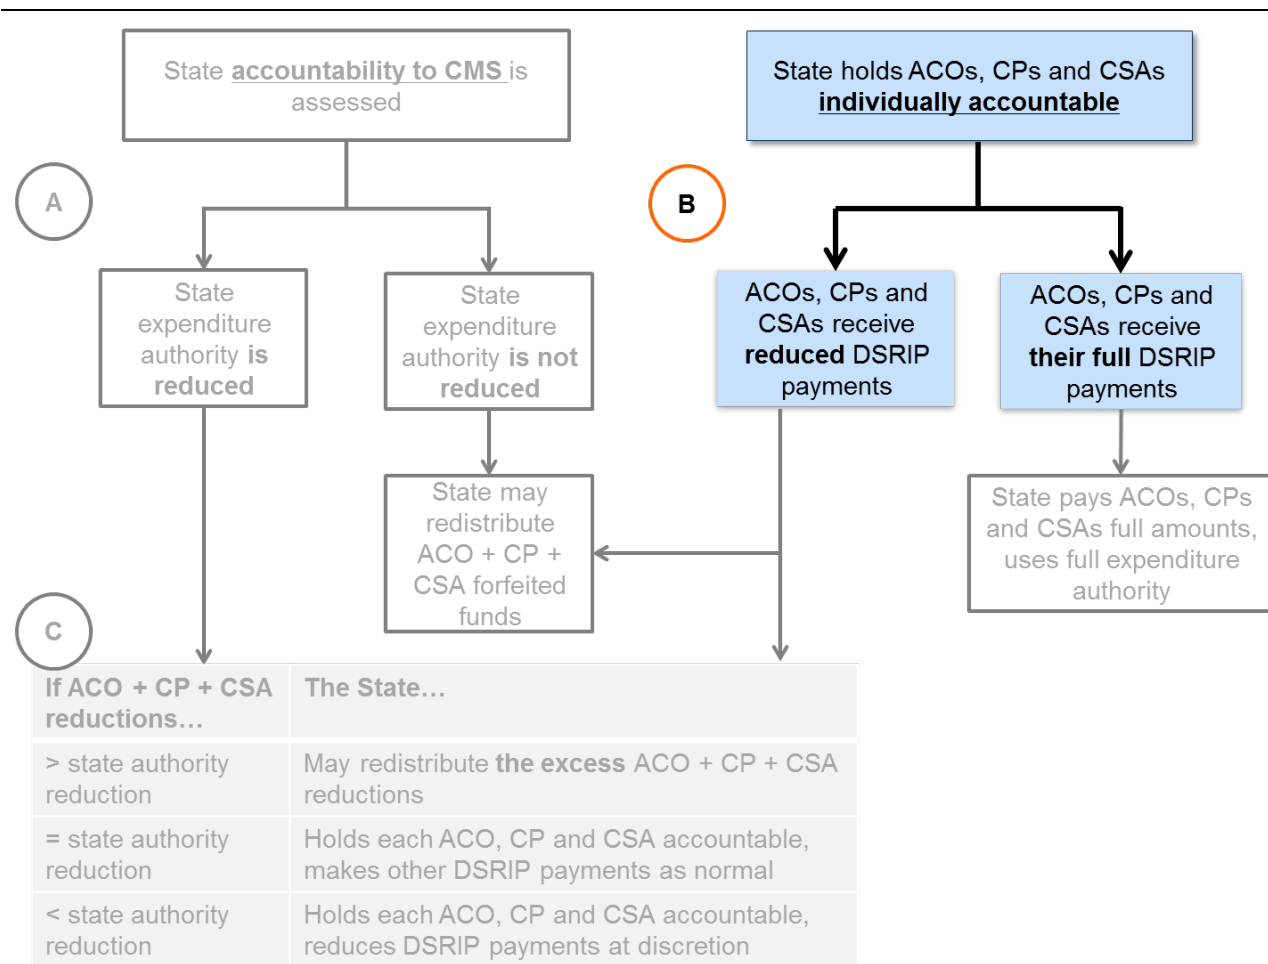 State accountability to CMS is
assessed
State holds ACOs, CPs and CSAs
individually accountable
A
B
State
expenditure
authority is
reduced
State
expenditure
authority is not
reduced
ACOs, CPs and
CSAs receive
reduced DSRIP
payments
ACOs, CPs and
CSAs receive
their full DSRIP
payments
State may
redistribute
ACO + CP +
CSA forfeited
funds
State pays ACOs, CPs
and CSAs full amounts,
uses full expenditure
authority
C
If ACO + CP + CSA
reductions…
The State…
> state authority
reduction
May redistribute the excess ACO + CP + CSA
reductions
= state authority
reduction
Holds each ACO, CP and CSA accountable,
makes other DSRIP payments as normal
< state authority
reduction
Holds each ACO, CP and CSA accountable,
reduces DSRIP payments at discretion